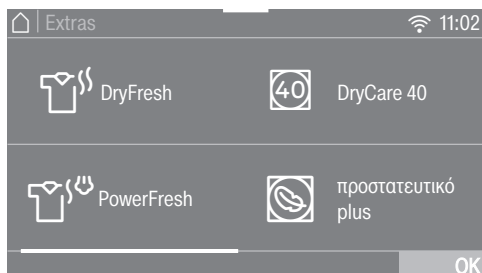 Extras
11:02
DryFresh
40
DryCare 40
PowerFresh
προστατευτικό
plus
OK